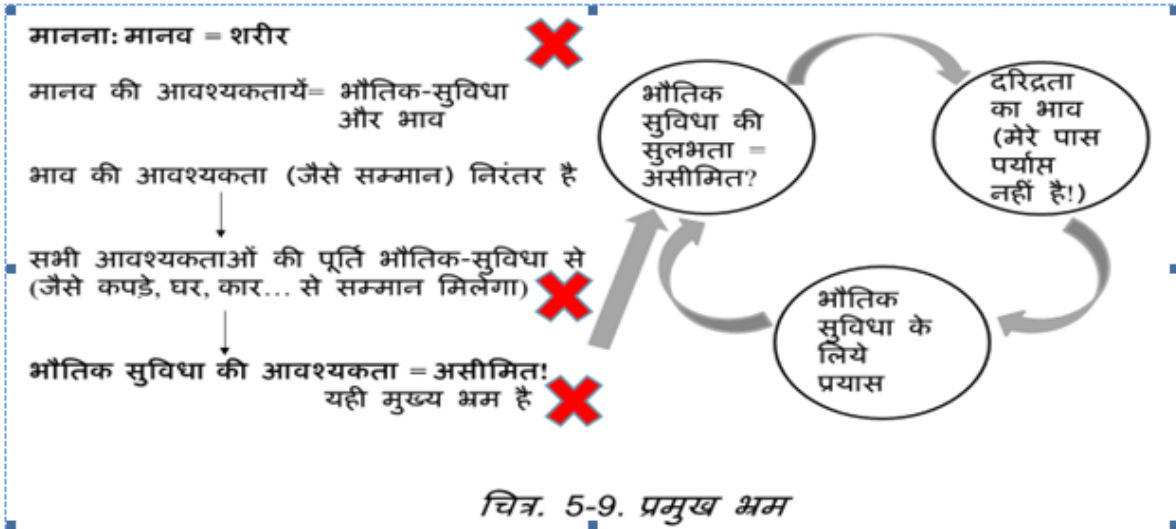 मानना: मानव = शरीर
मानव की आवश्यकतायें= भौतिक-सुविधा
और भाव
भाव की आवश्यकता (जैसे सम्मान) निरंतर है
सभी आवश्यकताओं की पूर्ति भौतिक-सुविधा से
(जैसे कपड़े, घर, कार... से सम्मान मिलेगा)
भौतिक सुविधा की आवश्यकता = असीमित!
यही मुख्य भ्रम है
भौतिक
सुविधा की
सुलभता =
असीमित?
दरिद्रता
का भाव
(मेरे पास
पर्याप्त
नहीं है!)
भौतिक
सुविधा के
लिये
प्रयास
चित्र. 5-9. प्रमुख भ्रम